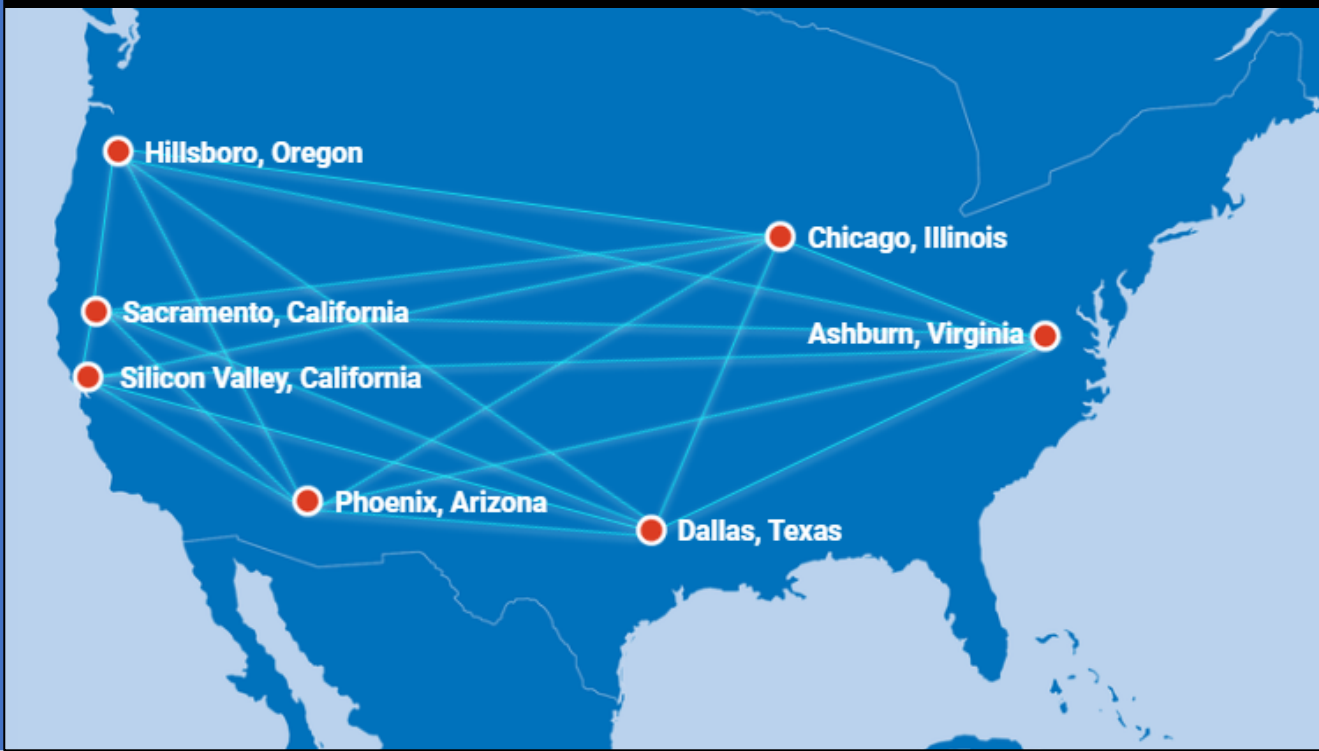 Hillsboro, Oregon
Chicago, Illinois
Sacramento, California
Ashburn, Virginia
Silicon Valley, California
Phoenix, Arizona
Dallas, Texas